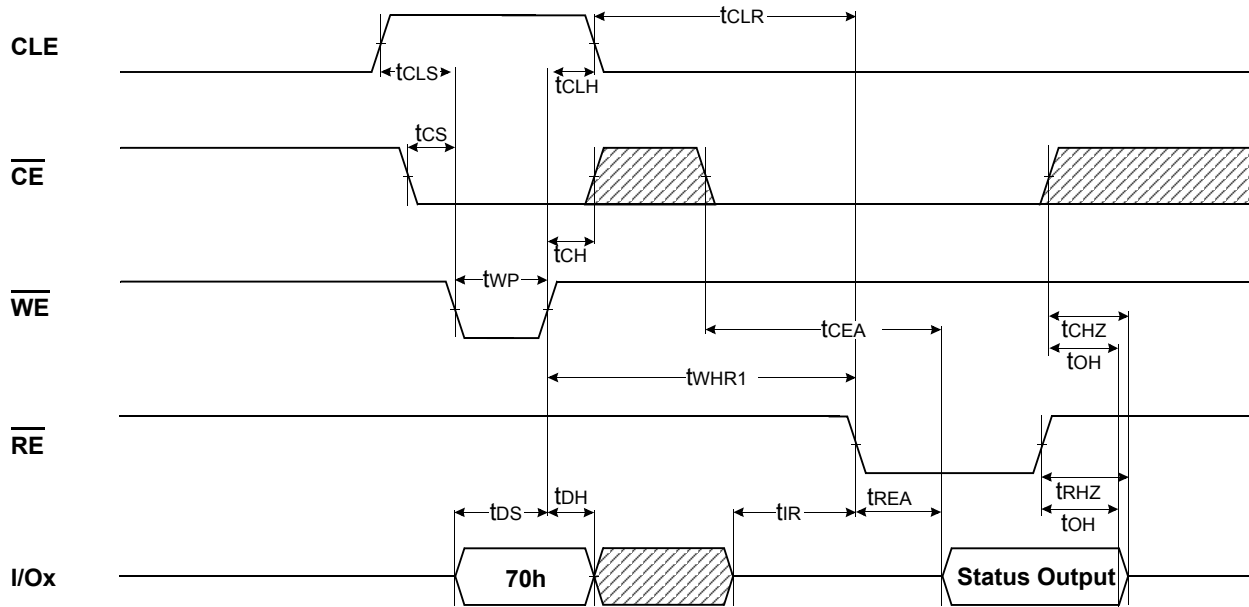 tCLR
CLE
tCLS
tCLH
tCS
CE
tCH
tWP
WE
tCEA
tCHZ
tOH
tWHR1
RE
tDH
tRHZ
tDS
tIR
tREA
tOH
I/Ox
70h
Status Output